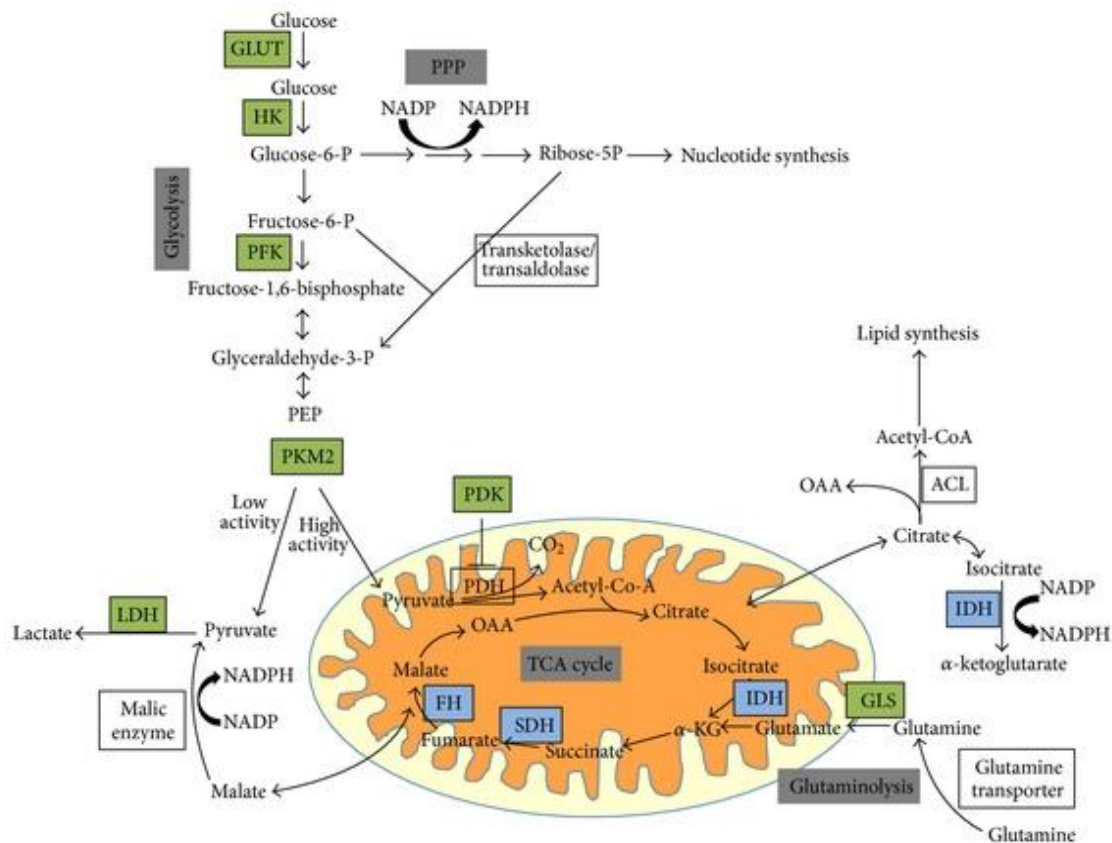 Glucose
GLUT
Glucose
HK
PPP
NADP NADPH
Glucose-6-P
Ribose-5P
Nucleotide synthesis
Glycolysis
Fructose-6-P
PFK
Transketolase/
transaldolase
Fructose-1,6-bisphosphate
Glyceraldehyde-3-P
PEP
PKM2
Low
activity
High
activity
Lipid synthesis
Acetyl-CoA
OAA
ACL
Citrate
Isocitrate
IDH
NADP
NADPH
α-ketoglutarate
PDK
CO2
PDH
Pyruvate
Acetyl-Co-A
OAA
Citrate
Malate
TCA cycle
Isocitrate
FH
IDH
SDH
Fumarate
Succinate
α-KG
Glutamate
GLS
Glutamine
LDH
Lactate
Pyruvate
NADPH
NADP
Malic
enzyme
Malate
Glutaminolysis
Glutamine
transporter
Glutamine